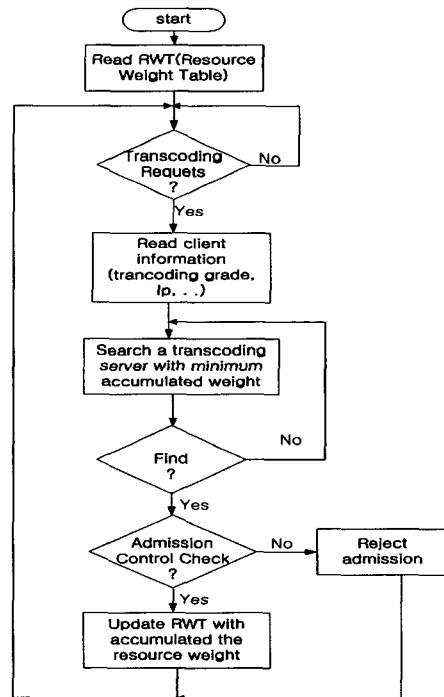 start
Read RWT(Resource
Weight Table)
Transcoding
Requets
?
No
Yes
Read client
information
(trancoding grade,
Ip, . . .)
Search a transcoding
server with minimum
accumulated weight
Find
?
No
Yes
Admission
Control Check
?
No
Reject
admission
Yes
Update RWT with
accumulated the
resource weight